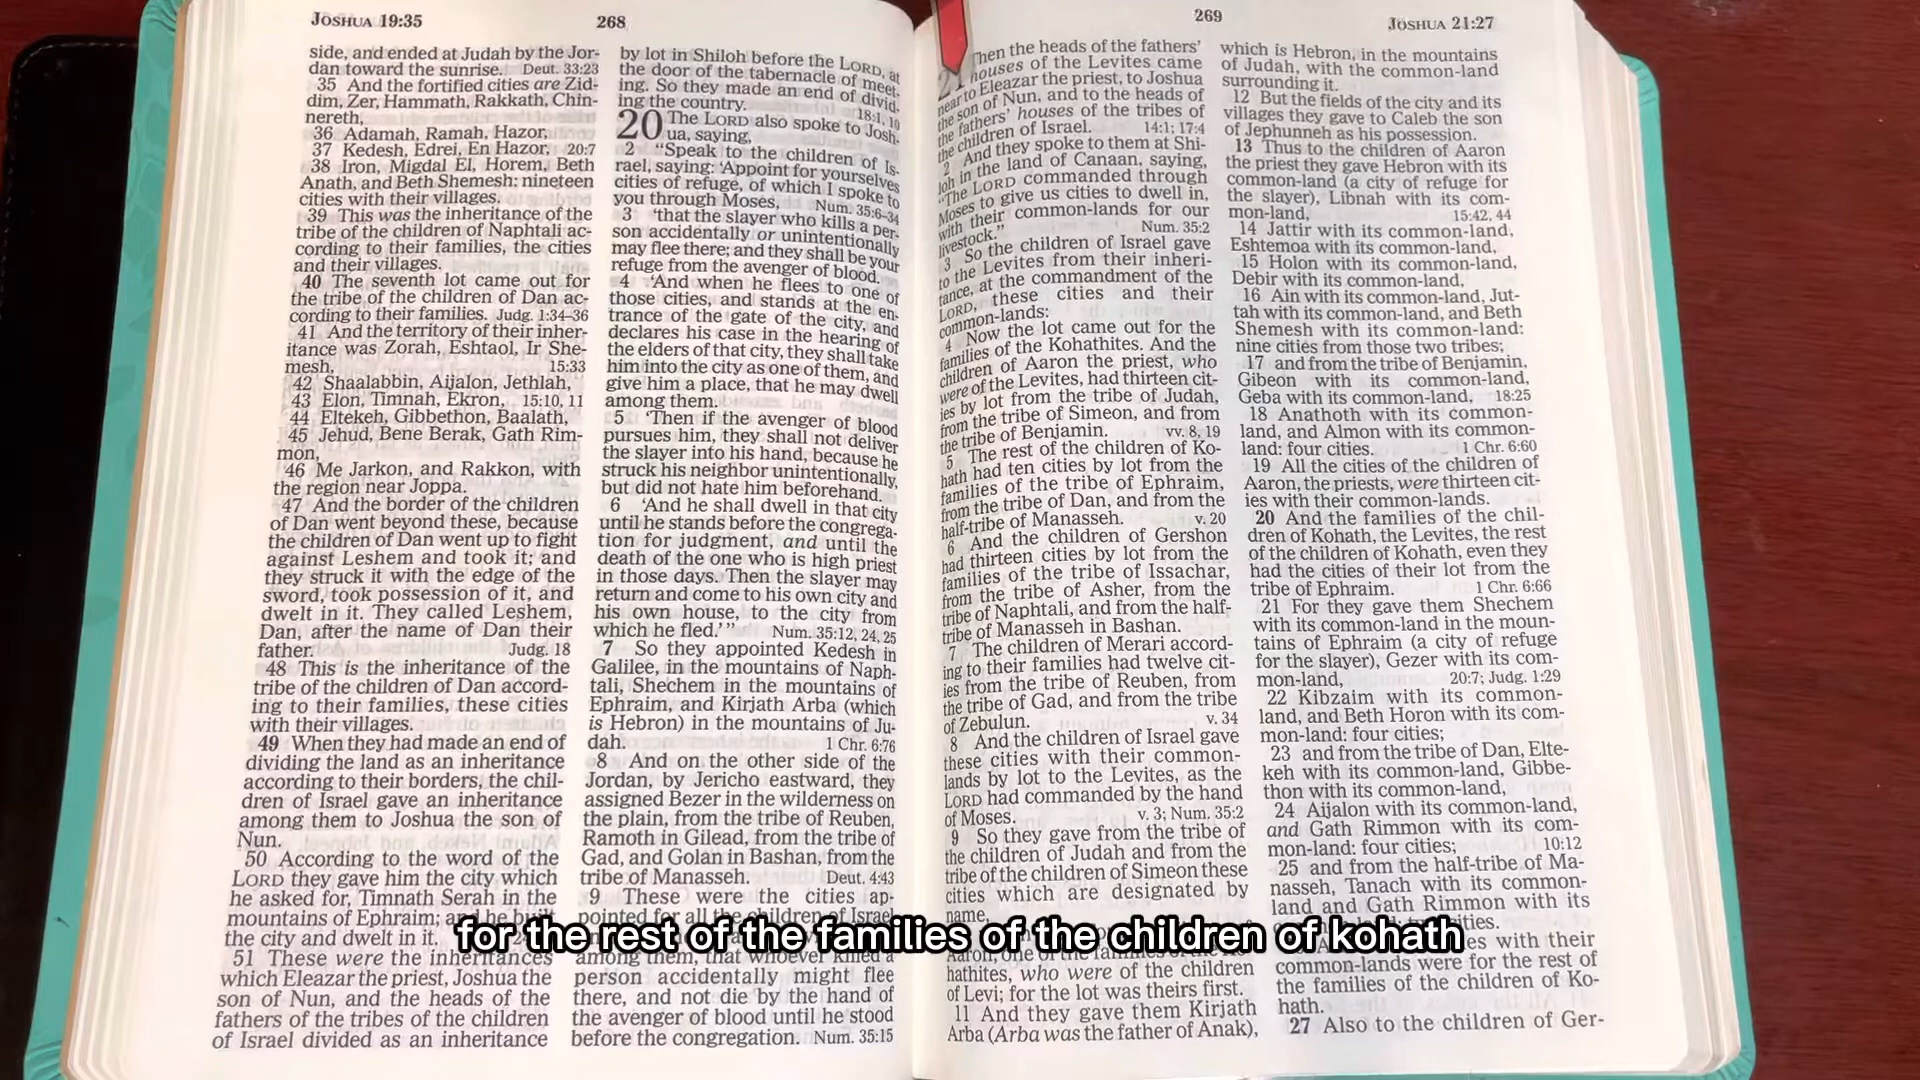 JOSHUA 19:35
268
side, and ended at Judah by the Jor-
dan toward the sunrise. Deut. 33:23
35 And the fortified cities are Zid-
dim, Zer, Hammath, Rakkath, Chin-
nereth,
36 Adamah, Ramah, Hazor,
37 Kedesh, Edrei, En Hazor, 20:7
38 Iron, Migdal El, Horem, Beth
Anath, and Beth Shemesh: nineteen
cities with their villages.
39 This was the inheritance of the
tribe of the children of Naphtali ac-
cording to their families, the cities
and their villages.
40 The seventh lot came out for
the tribe of the children of Dan ac-
cording to their families. Judg. 1:34–36
41 And the territory of their inher-
itance was Zorah, Eshtaol, Ir She-
mesh, 15:33
42 Shaalabbin, Aijalon, Jethlah,
43 Elon, Timnah, Ekron, 15:10, 11
44 Eltekeh, Gibbethon, Baalath,
45 Jehud, Bene Berak, Gath Rim-
mon,
46 Me Jarkon, and Rakkon, with
the region near Joppa.
47 And the border of the children
of Dan went beyond these, because
the children of Dan went up to fight
against Leshem and took it; and
they struck it with the edge of the
sword, took possession of it, and
dwelt in it. They called Leshem,
Dan, after the name of Dan their
father. Judg. 18
48 This is the inheritance of the
tribe of the children of Dan accord-
ing to their families, these cities
with their villages.
49 When they had made an end of
dividing the land as an inheritance
according to their borders, the chil-
dren of Israel gave an inheritance
among them to Joshua the son of
Nun.
50 According to the word of the
LORD they gave him the city which
he asked for, Timnath Serah in the
mountains of Ephraim; and he built
the city and dwelt in it.
51 These were the inheritances
which Eleazar the priest, Joshua the
son of Nun, and the heads of the
fathers of the tribes of the children
of Israel divided as an inheritance
by lot in Shiloh before the LORD, at
the door of the tabernacle of meet-
ing. So they made an end of divid-
ing the country. 18:1, 10
20 The LORD also spoke to Josh-
ua, saying,
2 “Speak to the children of Is-
rael, saying: ‘Appoint for yourselves
cities of refuge, of which I spoke to
you through Moses, Num. 35:6–34
3 ‘that the slayer who kills a per-
son accidentally or unintentionally
may flee there; and they shall be your
refuge from the avenger of blood.
4 ‘And when he flees to one of
those cities, and stands at the en-
trance of the gate of the city, and
declares his case in the hearing of
the elders of that city, they shall take
him into the city as one of them, and
give him a place, that he may dwell
among them.
5 ‘Then if the avenger of blood
pursues him, they shall not deliver
the slayer into his hand, because he
struck his neighbor unintentionally,
but did not hate him beforehand.
6 ‘And he shall dwell in that city
until he stands before the congrega-
tion for judgment, and until the
death of the one who is high priest
in those days. Then the slayer may
return and come to his own city and
his own house, to the city from
which he fled.’ ” Num. 35:12, 24, 25
7 So they appointed Kedesh in
Galilee, in the mountains of Naph-
tali, Shechem in the mountains of
Ephraim, and Kirjath Arba (which
is Hebron) in the mountains of Ju-
dah. 1 Chr. 6:76
8 And on the other side of the
Jordan, by Jericho eastward, they
assigned Bezer in the wilderness on
the plain, from the tribe of Reuben,
Ramoth in Gilead, from the tribe of
Gad, and Golan in Bashan, from the
tribe of Manasseh. Deut. 4:43
9 These were the cities ap-
pointed for all the children of Israel
among them, that whoever killed a
person accidentally might flee
there, and not die by the hand of
the avenger of blood until he stood
before the congregation. Num. 35:15
269
JOSHUA 21:27
21 Then the heads of the fathers’
houses of the Levites came
near to Eleazar the priest, to Joshua
the son of Nun, and to the heads of
the fathers’ houses of the tribes of
the children of Israel. 14:1; 17:4
2 And they spoke to them at Shi-
loh in the land of Canaan, saying,
“The LORD commanded through
Moses to give us cities to dwell in,
with their common-lands for our
livestock.” Num. 35:2
3 So the children of Israel gave
to the Levites from their inheri-
tance, at the commandment of the
LORD, these cities and their
common-lands:
4 Now the lot came out for the
families of the Kohathites. And the
children of Aaron the priest, who
were of the Levites, had thirteen cit-
ies by lot from the tribe of Judah,
from the tribe of Simeon, and from
the tribe of Benjamin. vv. 8, 19
5 The rest of the children of Ko-
hath had ten cities by lot from the
families of the tribe of Ephraim,
from the tribe of Dan, and from the
half-tribe of Manasseh. v. 20
6 And the children of Gershon
had thirteen cities by lot from the
families of the tribe of Issachar,
from the tribe of Asher, from the
tribe of Naphtali, and from the half-
tribe of Manasseh in Bashan.
7 The children of Merari accord-
ing to their families had twelve cit-
ies from the tribe of Reuben, from
the tribe of Gad, and from the tribe
of Zebulun. v. 34
8 And the children of Israel gave
these cities with their common-
lands by lot to the Levites, as the
LORD had commanded by the hand
of Moses. v. 3; Num. 35:2
9 So they gave from the tribe of
the children of Judah and from the
tribe of the children of Simeon these
cities which are designated by
name,
Aaron, one of the families of the Ko-
hathites, who were of the children
of Levi; for the lot was theirs first.
11 And they gave them Kirjath
Arba (Arba was the father of Anak),
which is Hebron, in the mountains
of Judah, with the common-land
surrounding it.
12 But the fields of the city and its
villages they gave to Caleb the son
of Jephunneh as his possession.
13 Thus to the children of Aaron
the priest they gave Hebron with its
common-land (a city of refuge for
the slayer), Libnah with its com-
mon-land, 15:42, 44
14 Jattir with its common-land,
Eshtemoa with its common-land,
15 Holon with its common-land,
Debir with its common-land,
16 Ain with its common-land, Jut-
tah with its common-land, and Beth
Shemesh with its common-land:
nine cities from those two tribes;
17 and from the tribe of Benjamin,
Gibeon with its common-land,
Geba with its common-land, 18:25
18 Anathoth with its common-
land, and Almon with its common-
land: four cities. 1 Chr. 6:60
19 All the cities of the children of
Aaron, the priests, were thirteen cit-
ies with their common-lands.
20 And the families of the chil-
dren of Kohath, the Levites, the rest
of the children of Kohath, even they
had the cities of their lot from the
tribe of Ephraim. 1 Chr. 6:66
21 For they gave them Shechem
with its common-land in the moun-
tains of Ephraim (a city of refuge
for the slayer), Gezer with its com-
mon-land, 20:7; Judg. 1:29
22 Kibzaim with its common-
land, and Beth Horon with its com-
mon-land: four cities;
23 and from the tribe of Dan, Elte-
keh with its common-land, Gibbe-
thon with its common-land,
24 Aijalon with its common-land,
and Gath Rimmon with its com-
mon-land: four cities; 10:12
25 and from the half-tribe of Ma-
nasseh, Tanach with its common-
land and Gath Rimmon with its
cities.
with their
common-lands were for the rest of
the families of the children of Ko-
hath.
27 Also to the children of Ger-
for the rest of the families of the children of kohath